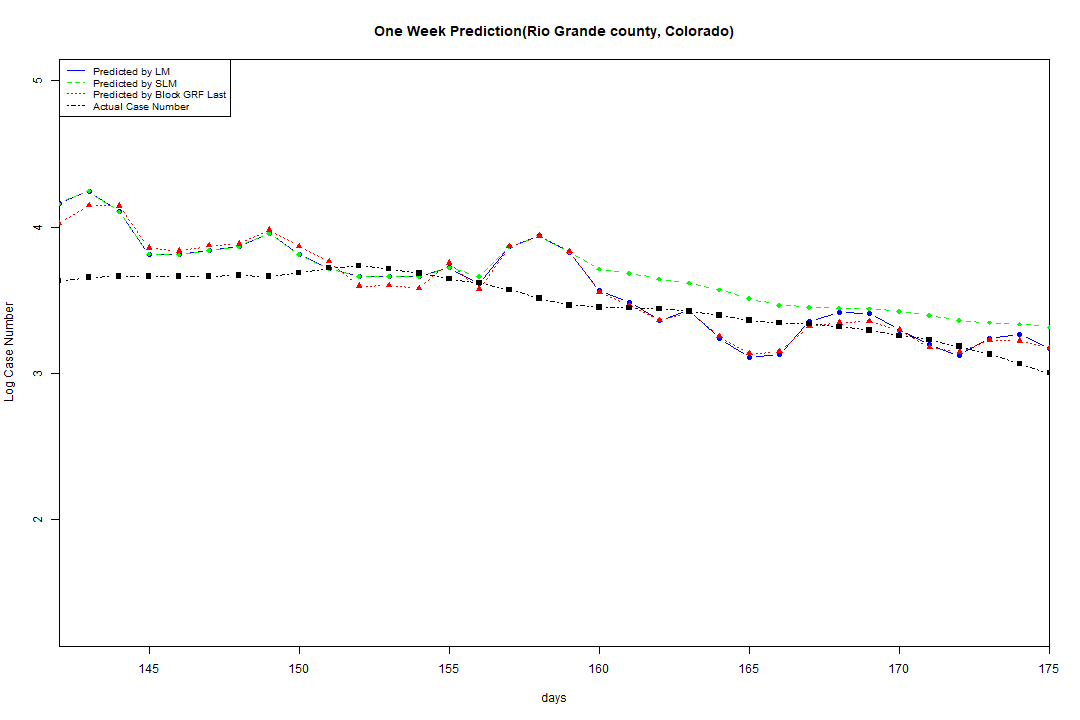 One Week Prediction(Rio Grande county, Colorado)
Predicted by LM
Predicted by SLM
Predicted by Block GRF Last
Actual Case Number
Log Case Number
5
4
3
2
145 150 155 160 165 170 175
days